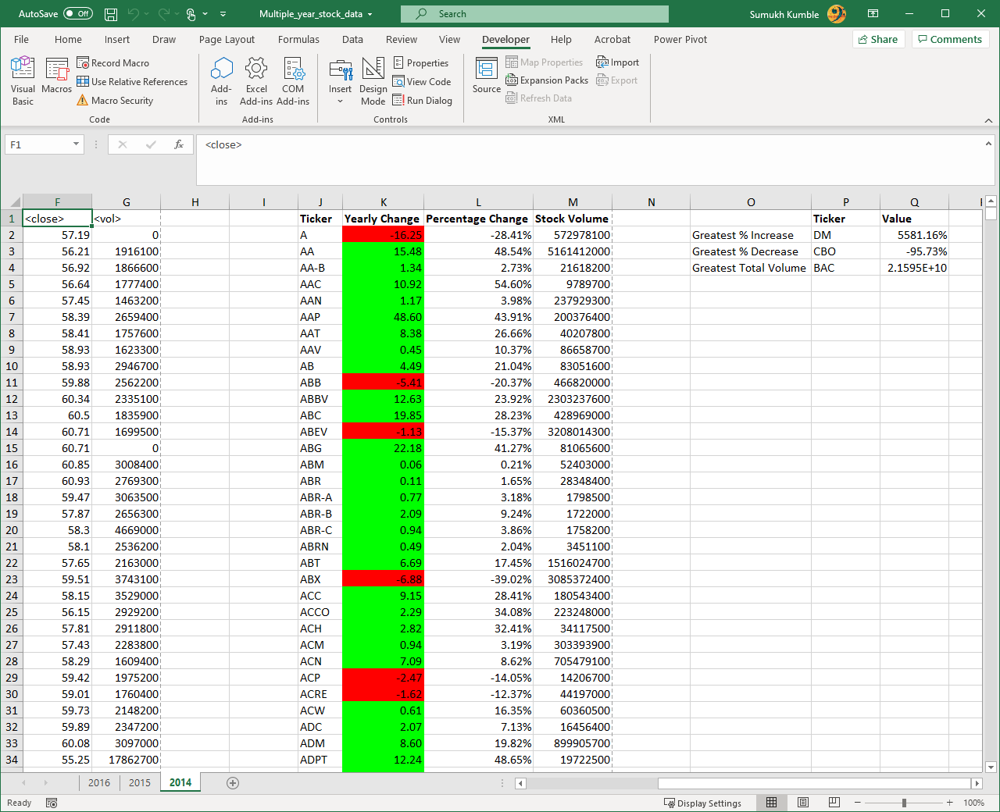 AutoSave Off Multiple_year_stock_data Search Sumukh Kumble
File Home Insert Draw Page Layout Formulas Data Review View Developer Help Acrobat Power Pivot Share Comments
Visual Basic
Macros
Record Macro
Use Relative References
Macro Security
Code
Add-ins
Excel Add-ins
COM Add-ins
Add-ins
Insert
Design Mode
Properties
View Code
Run Dialog
Controls
Source
Map Properties
Expansion Packs
Refresh Data
Import
Export
XML
F1 fx <close>
F G H I J K L M N O P Q
1 <close> <vol> Ticker Yearly Change Percentage Change Stock Volume Ticker Value
2 57.19 0 A -16.25 -28.41% 572978100 Greatest % Increase DM 5581.16%
3 56.21 1916100 AA 15.48 48.54% 5161412000 Greatest % Decrease CBO -95.73%
4 56.92 1866600 AA-B 1.34 2.73% 21618200 Greatest Total Volume BAC 2.1595E+10
5 56.64 1777400 AAC 10.92 54.60% 9789700
6 57.45 1463200 AAN 1.17 3.98% 237929300
7 58.39 2659400 AAP 48.60 43.91% 200376400
8 58.41 1757600 AAT 8.38 26.66% 40207800
9 58.93 1623300 AAV 0.45 10.37% 86658700
10 58.93 2946700 AB 4.49 21.04% 83051600
11 59.88 2562200 ABB -5.41 -20.37% 466820000
12 60.34 2335100 ABBV 12.63 23.92% 2303237600
13 60.5 1835900 ABC 19.85 28.23% 428969000
14 60.71 1699500 ABEV -1.13 -15.37% 3208014300
15 60.71 0 ABG 22.18 41.27% 81065600
16 60.85 3008400 ABM 0.06 0.21% 52403000
17 60.93 2769300 ABR 0.11 1.65% 28348400
18 59.47 3063500 ABR-A 0.77 3.18% 1798500
19 57.87 2656300 ABR-B 2.09 9.24% 1722000
20 58.3 4669000 ABR-C 0.94 3.86% 1758200
21 58.1 2536200 ABRN 0.49 2.04% 3451100
22 57.65 2163000 ABT 6.69 17.45% 1516024700
23 59.51 3743100 ABX -6.88 -39.02% 3085372400
24 58.15 3529000 ACC 9.15 28.41% 180543400
25 56.15 2929200 ACCO 2.29 34.08% 223248000
26 57.81 2911800 ACH 2.82 32.41% 34117500
27 57.43 2283800 ACM 0.94 3.19% 303393900
28 58.29 1609400 ACN 7.09 8.62% 705479100
29 59.42 1975200 ACP -2.47 -14.05% 14206700
30 59.01 1760400 ACRE -1.62 -12.37% 44197000
31 59.73 2148200 ACW 0.61 16.35% 60360500
32 59.89 2347200 ADC 2.07 7.13% 16456400
33 60.08 3097000 ADM 8.60 19.82% 899905700
34 55.25 17862700 ADPT 12.24 48.65% 19722500
2016 2015 2014
Ready Display Settings 100%